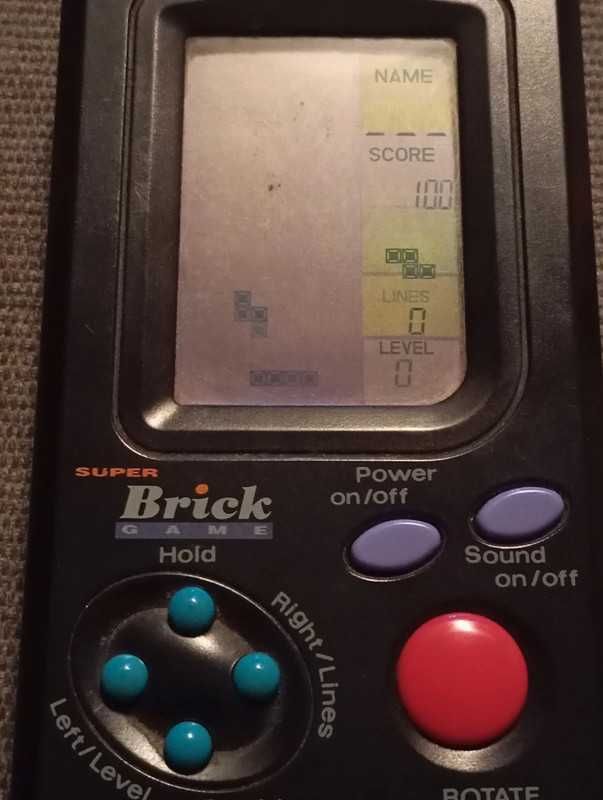 NAME
SCORE
100
LINES
0
LEVEL
0
SUPER
Brick
GAME
Power
on/off
Sound
on/off
Hold
Right/Lines
Left/Level
ROTATE